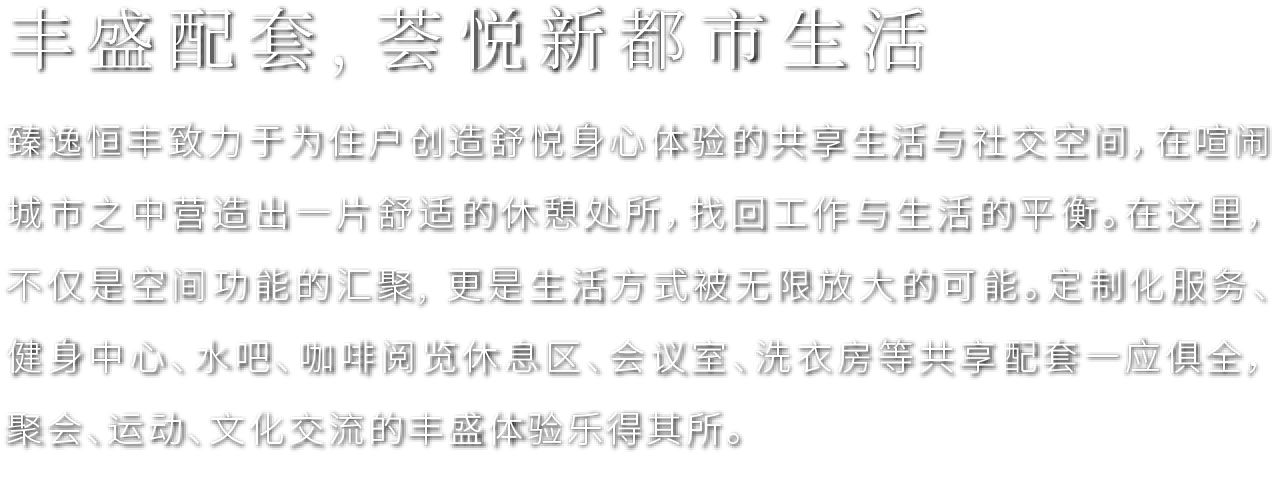 丰盛配套，荟悦新都市生活
臻逸恒丰致力于为住户创造舒悦身心体验的共享生活与社交空间，在喧闹
城市之中营造出一片舒适的休憩处所，找回工作与生活的平衡。在这里，
不仅是空间功能的汇聚，更是生活方式被无限放大的可能。定制化服务、
健身中心、水吧、咖啡阅览休息区、会议室、洗衣房等共享配套一应俱全，
聚会、运动、文化交流的丰盛体验乐得其所。